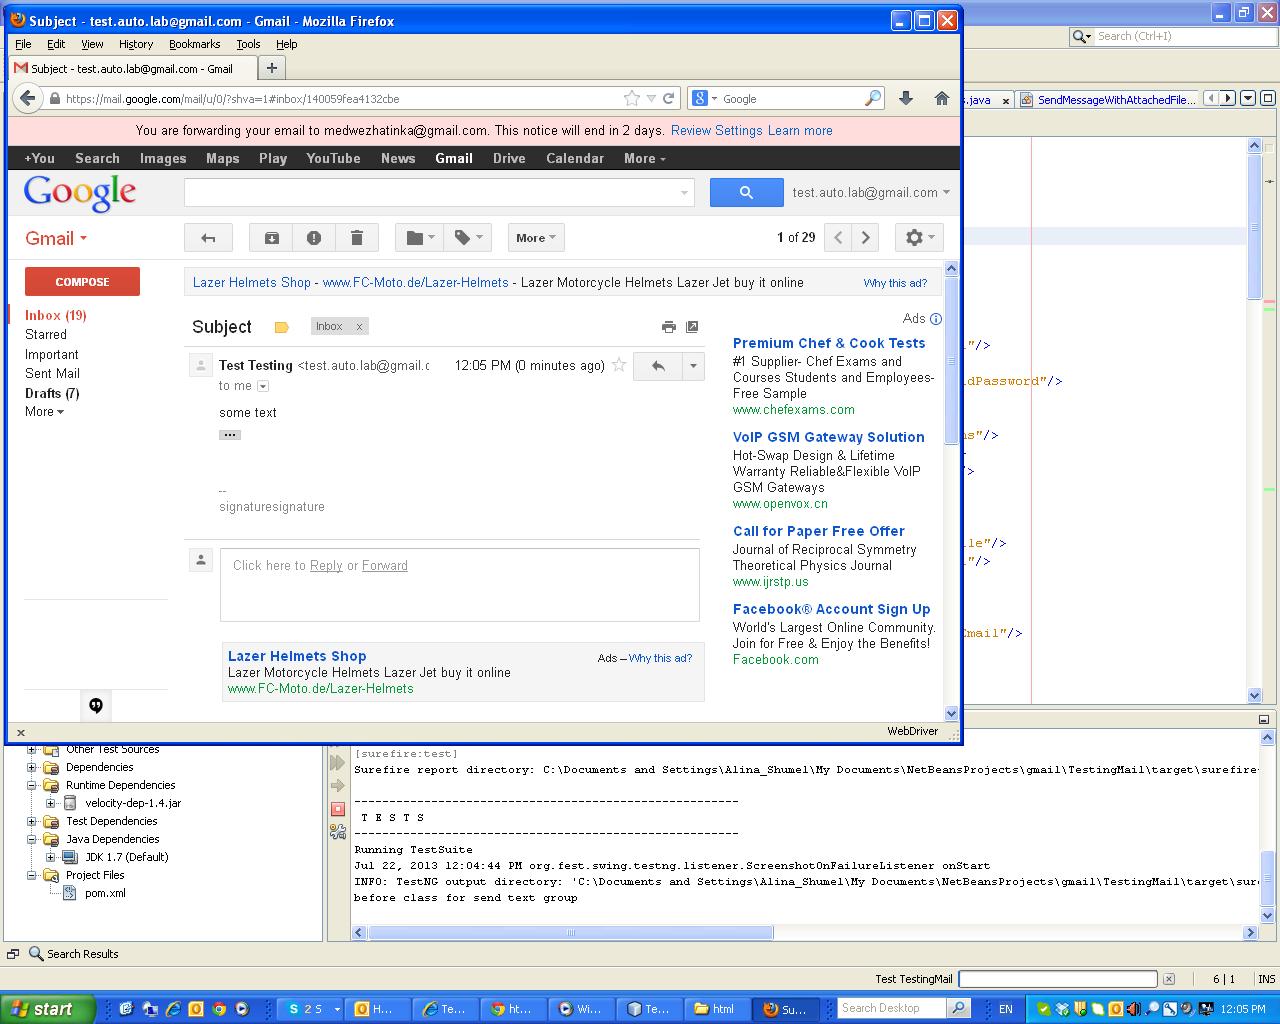 Subject - test.auto.lab@gmail.com - Gmail - Mozilla Firefox
File Edit View History Bookmarks Tools Help
Search (Ctrl+I)
Subject - test.auto.lab@gmail.com - Gmail
https://mail.google.com/mail/u/0/?shva=1#inbox/140059fea4132cbe
Google
s.java x SendMessageWithAttachedFile...
You are forwarding your email to medwezhatinka@gmail.com. This notice will end in 2 days. Review Settings Learn more
+You Search Images Maps Play YouTube News Gmail Drive Calendar More
Google
test.auto.lab@gmail.com
Gmail
More
1 of 29
COMPOSE
Inbox (19)
Starred
Important
Sent Mail
Drafts (7)
More
Lazer Helmets Shop - www.FC-Moto.de/Lazer-Helmets - Lazer Motorcycle Helmets Lazer Jet buy it online Why this ad?
Subject
Inbox x
Test Testing <test.auto.lab@gmail.c 12:05 PM (0 minutes ago)
to me
some text
...
--
signaturesignature
Click here to Reply or Forward
Lazer Helmets Shop
Ads – Why this ad?
Lazer Motorcycle Helmets Lazer Jet buy it online
www.FC-Moto.de/Lazer-Helmets
Ads
Premium Chef & Cook Tests
#1 Supplier- Chef Exams and
Courses Students and Employees-
Free Sample
www.chefexams.com
VoIP GSM Gateway Solution
Hot-Swap Design & Lifetime
Warranty Reliable&Flexible VoIP
GSM Gateways
www.openvox.cn
Call for Paper Free Offer
Journal of Reciprocal Symmetry
Theoretical Physics Journal
www.ijrstp.us
Facebook® Account Sign Up
World's Largest Online Community.
Join for Free & Enjoy the Benefits!
Facebook.com
"/>
dPassword"/>
s"/>
"/>
le"/>
"/>
mail"/>
x
WebDriver
Other Test Sources
Dependencies
Runtime Dependencies
velocity-dep-1.4.jar
Test Dependencies
Java Dependencies
JDK 1.7 (Default)
Project Files
pom.xml
[surefire:test]
Surefire report directory: C:\Documents and Settings\Alina_Shumel\My Documents\NetBeansProjects\gmail\TestingMail\target\surefire
-------------------------------------------------------
T E S T S
-------------------------------------------------------
Running TestSuite
Jul 22, 2013 12:04:44 PM org.fest.swing.testng.listener.ScreenshotOnFailureListener onStart
INFO: TestNG output directory: 'C:\Documents and Settings\Alina_Shumel\My Documents\NetBeansProjects\gmail\TestingMail\target\sure
before class for send text group
Search Results
Test TestingMail
6 | 1 INS
start
2 S
H...
Te...
ht...
Wi...
Te...
html
Su...
Search Desktop
EN
12:05 PM